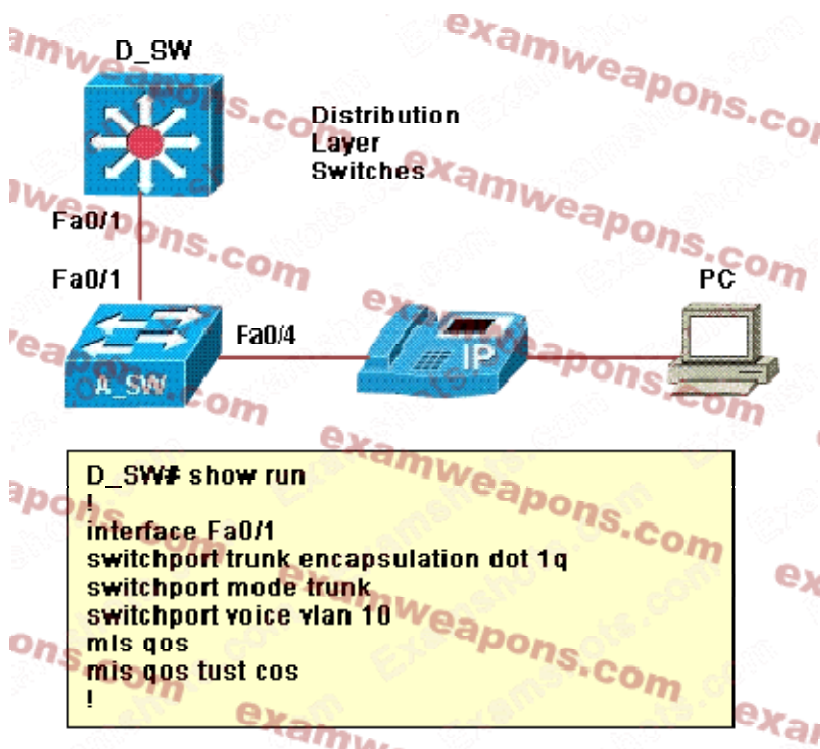 D_SW
Distribution
Layer
Switches
Fa0/1
Fa0/1
PC
Fa0/4
IP
A_SW
D_SW# show run
!
interface Fa0/1
switchport trunk encapsulation dot 1q
switchport mode trunk
switchport voice vlan 10
mls qos
mis qos tust cos
!
examweapons.com